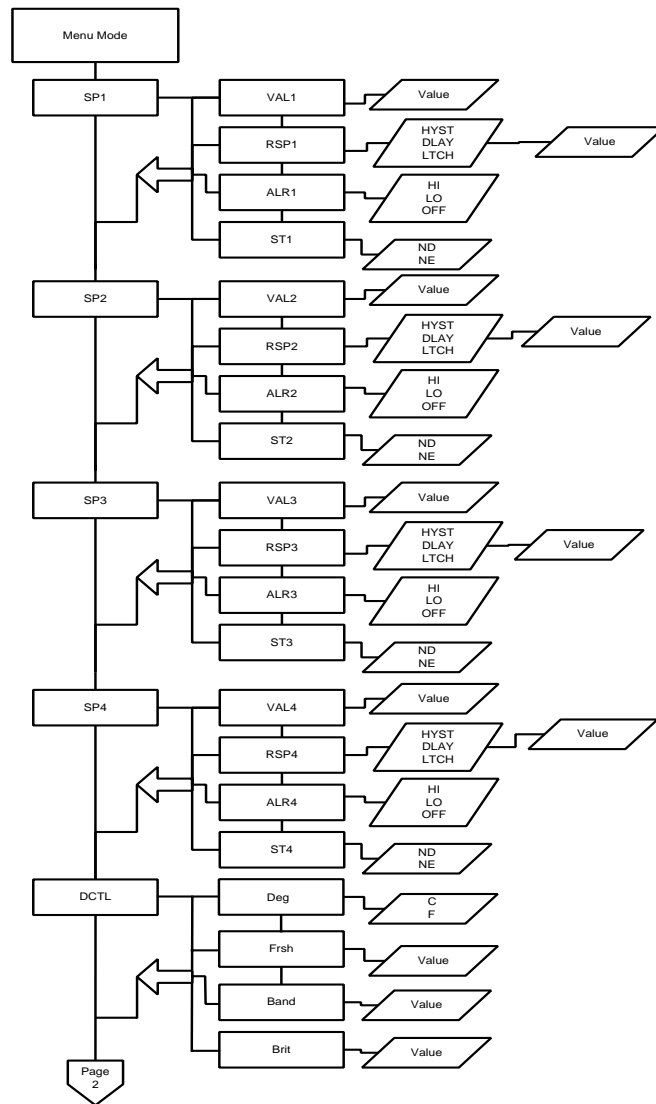 Menu Mode
SP1
VAL1
Value
RSP1
HYST
DLAY
LTCH
Value
ALR1
HI
LO
OFF
ST1
ND
NE
SP2
VAL2
Value
RSP2
HYST
DLAY
LTCH
Value
ALR2
HI
LO
OFF
ST2
ND
NE
SP3
VAL3
Value
RSP3
HYST
DLAY
LTCH
Value
ALR3
HI
LO
OFF
ST3
ND
NE
SP4
VAL4
Value
RSP4
HYST
DLAY
LTCH
Value
ALR4
HI
LO
OFF
ST4
ND
NE
DCTL
Deg
C
F
Frsh
Value
Band
Value
Brit
Value
Page
2